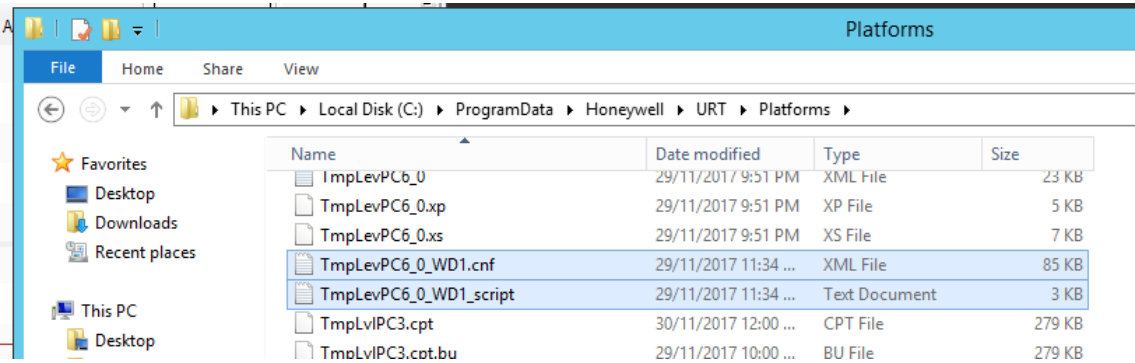 A
Platforms
File Home Share View
This PC Local Disk (C:) ProgramData Honeywell URT Platforms
Name Date modified Type Size
Favorites
Desktop
Downloads
Recent places
This PC
Desktop
TmpLevPC6_0 29/11/2017 9:51 PM XML File 23 KB
TmpLevPC6_0.xp 29/11/2017 9:51 PM XP File 5 KB
TmpLevPC6_0.xs 29/11/2017 9:51 PM XS File 7 KB
TmpLevPC6_0_WD1.cnf 29/11/2017 11:34 ... XML File 85 KB
TmpLevPC6_0_WD1_script 29/11/2017 11:34 ... Text Document 3 KB
TmpLvlPC3.cpt 30/11/2017 12:00 ... CPT File 279 KB
TmpLvlPC3.cpt.bu 29/11/2017 10:00 ... BU File 279 KB